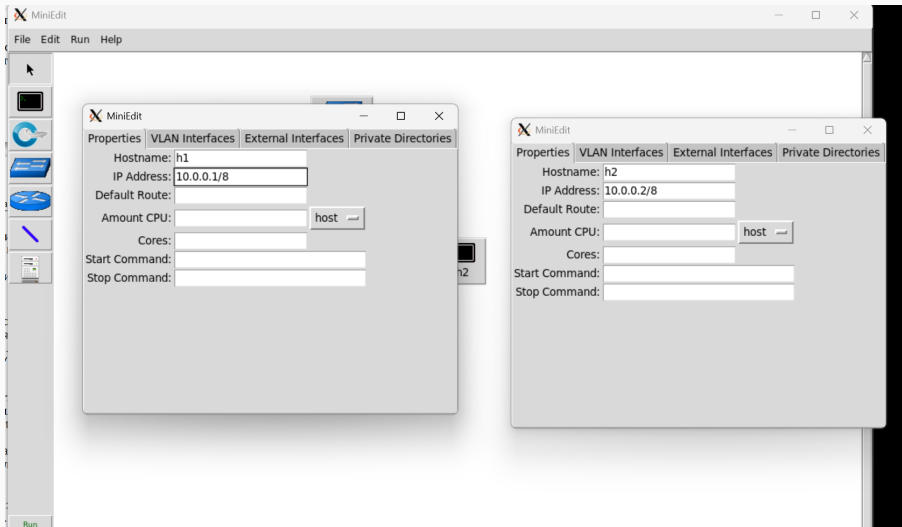 MiniEdit
File Edit Run Help
MiniEdit
Properties VLAN Interfaces External Interfaces Private Directories
Hostname: h1
IP Address: 10.0.0.1/8
Default Route:
Amount CPU: host
Cores:
Start Command:
Stop Command:
h2
MiniEdit
Properties VLAN Interfaces External Interfaces Private Directories
Hostname: h2
IP Address: 10.0.0.2/8
Default Route:
Amount CPU: host
Cores:
Start Command:
Stop Command:
Run